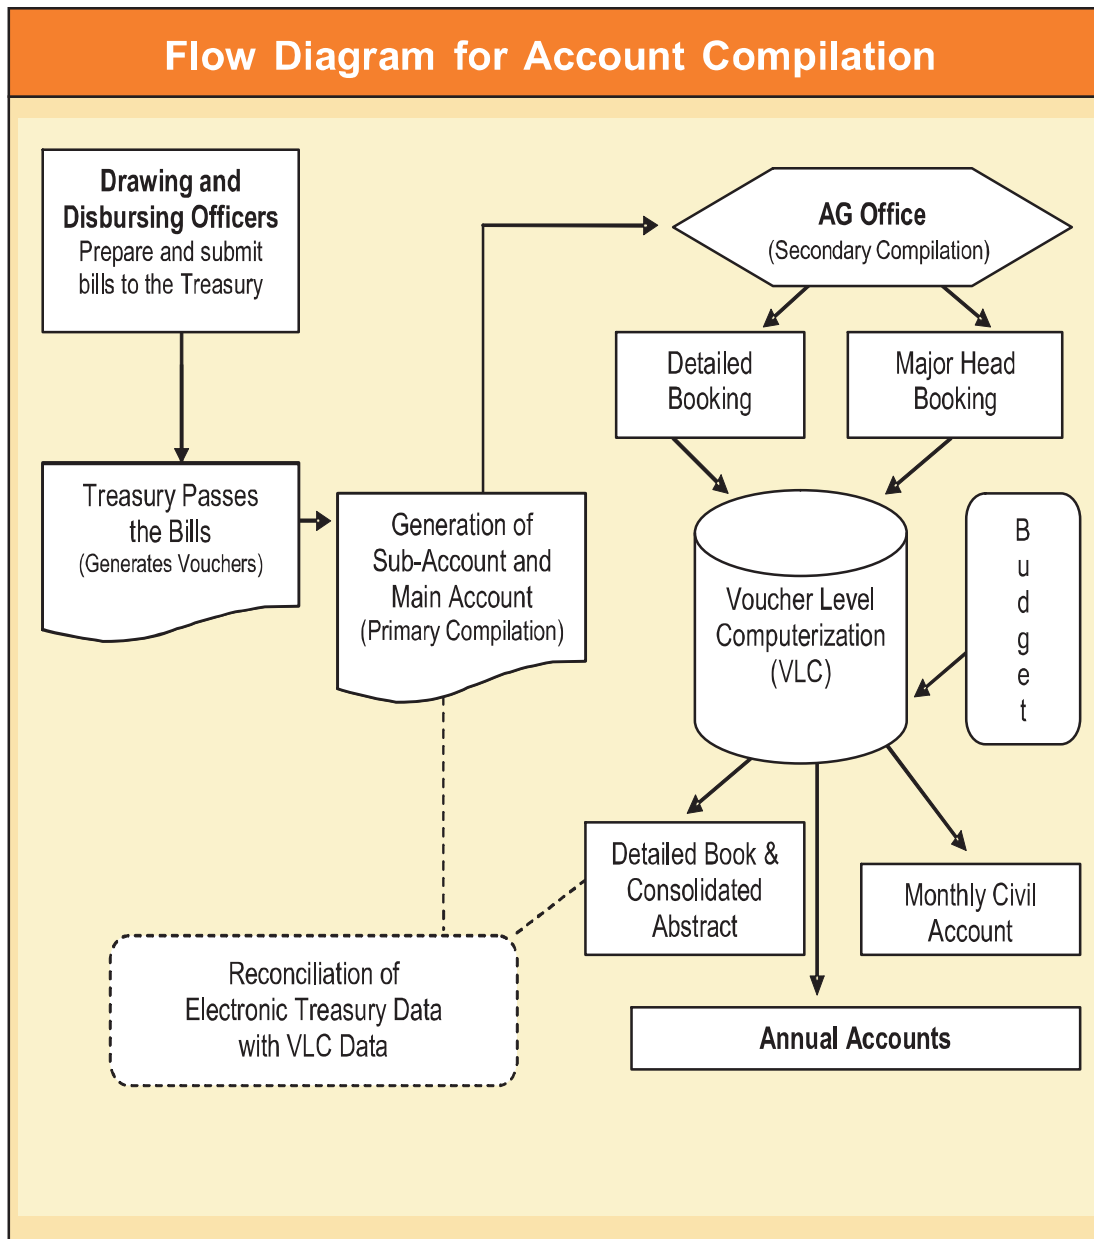 Flow Diagram for Account Compilation
Drawing and
Disbursing Officers
Prepare and submit
bills to the Treasury
Treasury Passes
the Bills
(Generates Vouchers)
Generation of
Sub-Account and
Main Account
(Primary Compilation)
AG Office
(Secondary Compilation)
Detailed
Booking
Major Head
Booking
Voucher Level
Computerization
(VLC)
B
u
d
g
e
t
Detailed Book &
Consolidated
Abstract
Monthly Civil
Account
Reconciliation of
Electronic Treasury Data
with VLC Data
Annual Accounts